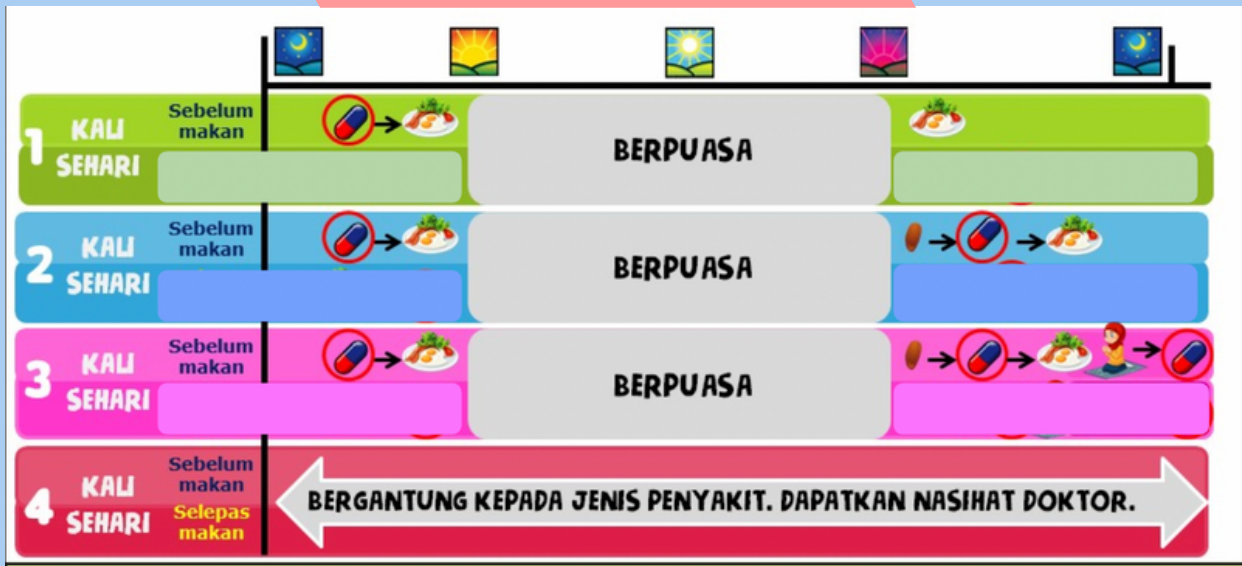 1 KALI SEHARI
Sebelum makan
BERPUASA
2 KALI SEHARI
Sebelum makan
BERPUASA
3 KALI SEHARI
Sebelum makan
BERPUASA
4 KALI SEHARI
Sebelum makan
Selepas makan
BERGANTUNG KEPADA JENIS PENYAKIT. DAPATKAN NASIHAT DOKTOR.